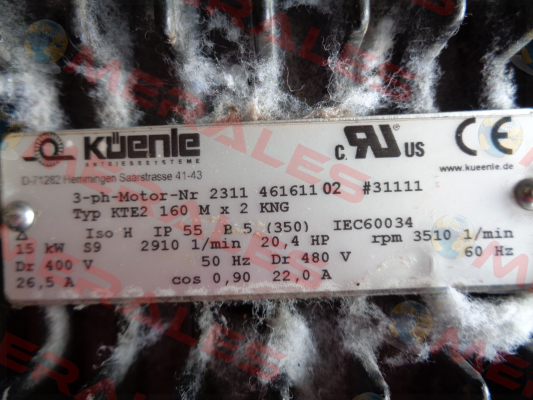 KÜENLE
ANTRIEBSSYSTEME
D-71282 Hemmingen Saarstrasse 41-43
C. RU US
CE
www.kueenle.de
3-ph-Motor-Nr 2311 461611 02 #31111
Typ KTE2 160 M x 2 KNG
Iso H IP 55 B 5 (350) IEC60034
15 kW S9 2910 1/min 20,4 HP rpm 3510 1/min
Dr 400 V 50 Hz Dr 480 V 60 Hz
26,5 A cos 0,90 22,0 A
MERALES